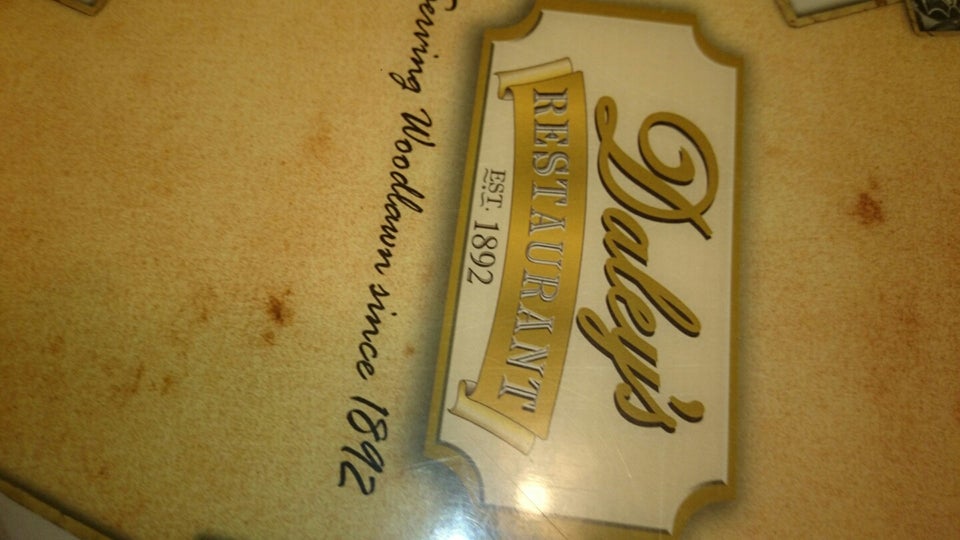 Daley's
RESTAURANT
EST. 1892
Serving Woodlawn since 1892